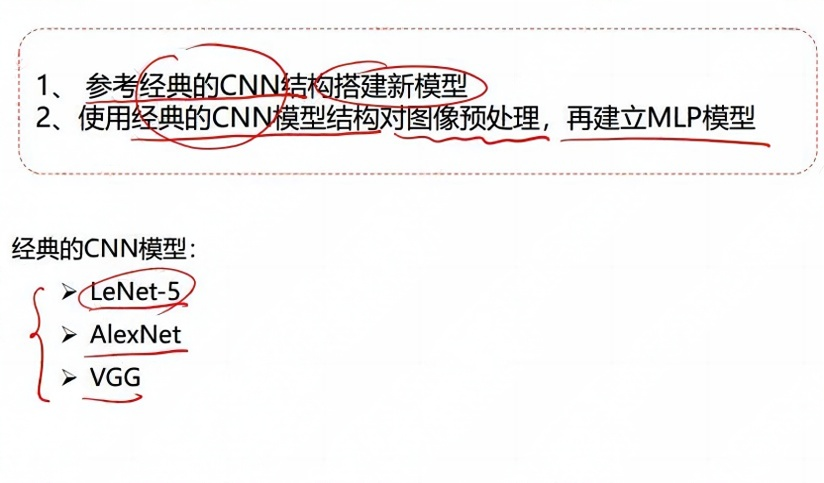 1、 参考经典的CNN结构搭建新模型
2、使用经典的CNN模型结构对图像预处理，再建立MLP模型
经典的CNN模型：
➢ LeNet-5
➢ AlexNet
➢ VGG